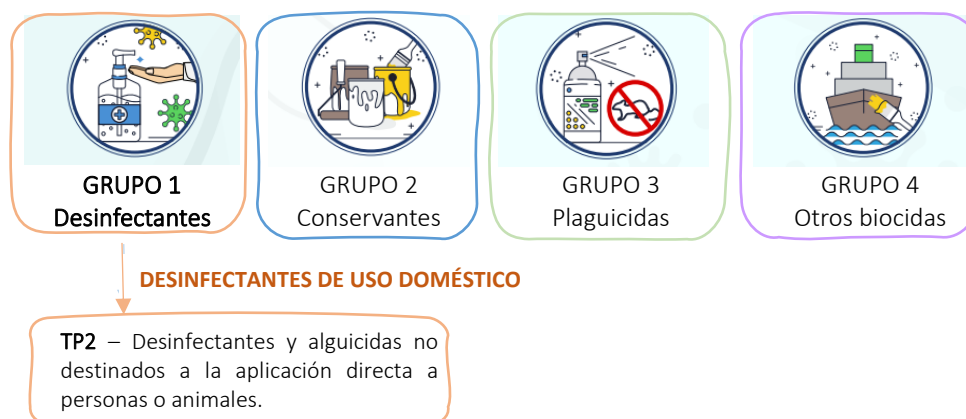 GRUPO 1
Desinfectantes
GRUPO 2
Conservantes
GRUPO 3
Plaguicidas
GRUPO 4
Otros biocidas
DESINFECTANTES DE USO DOMÉSTICO
TP2 – Desinfectantes y alguicidas no
destinados a la aplicación directa a
personas o animales.